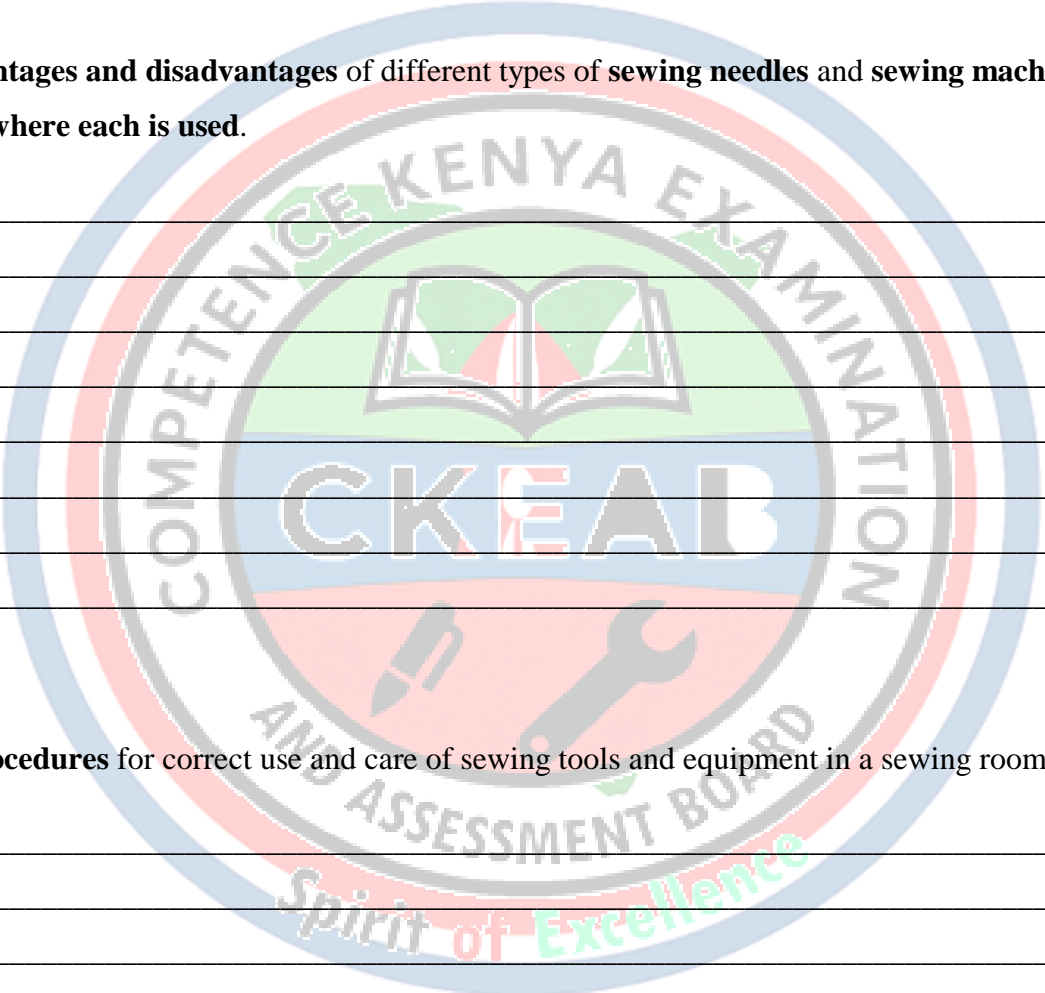 ntages and disadvantages of different types of sewing needles and sewing mach
where each is used.
COMPETENCE KENYA EXAMINATION
CKEAB
AND ASSESSMENT BOARD
ocedures for correct use and care of sewing tools and equipment in a sewing room
Spirit of Excellence